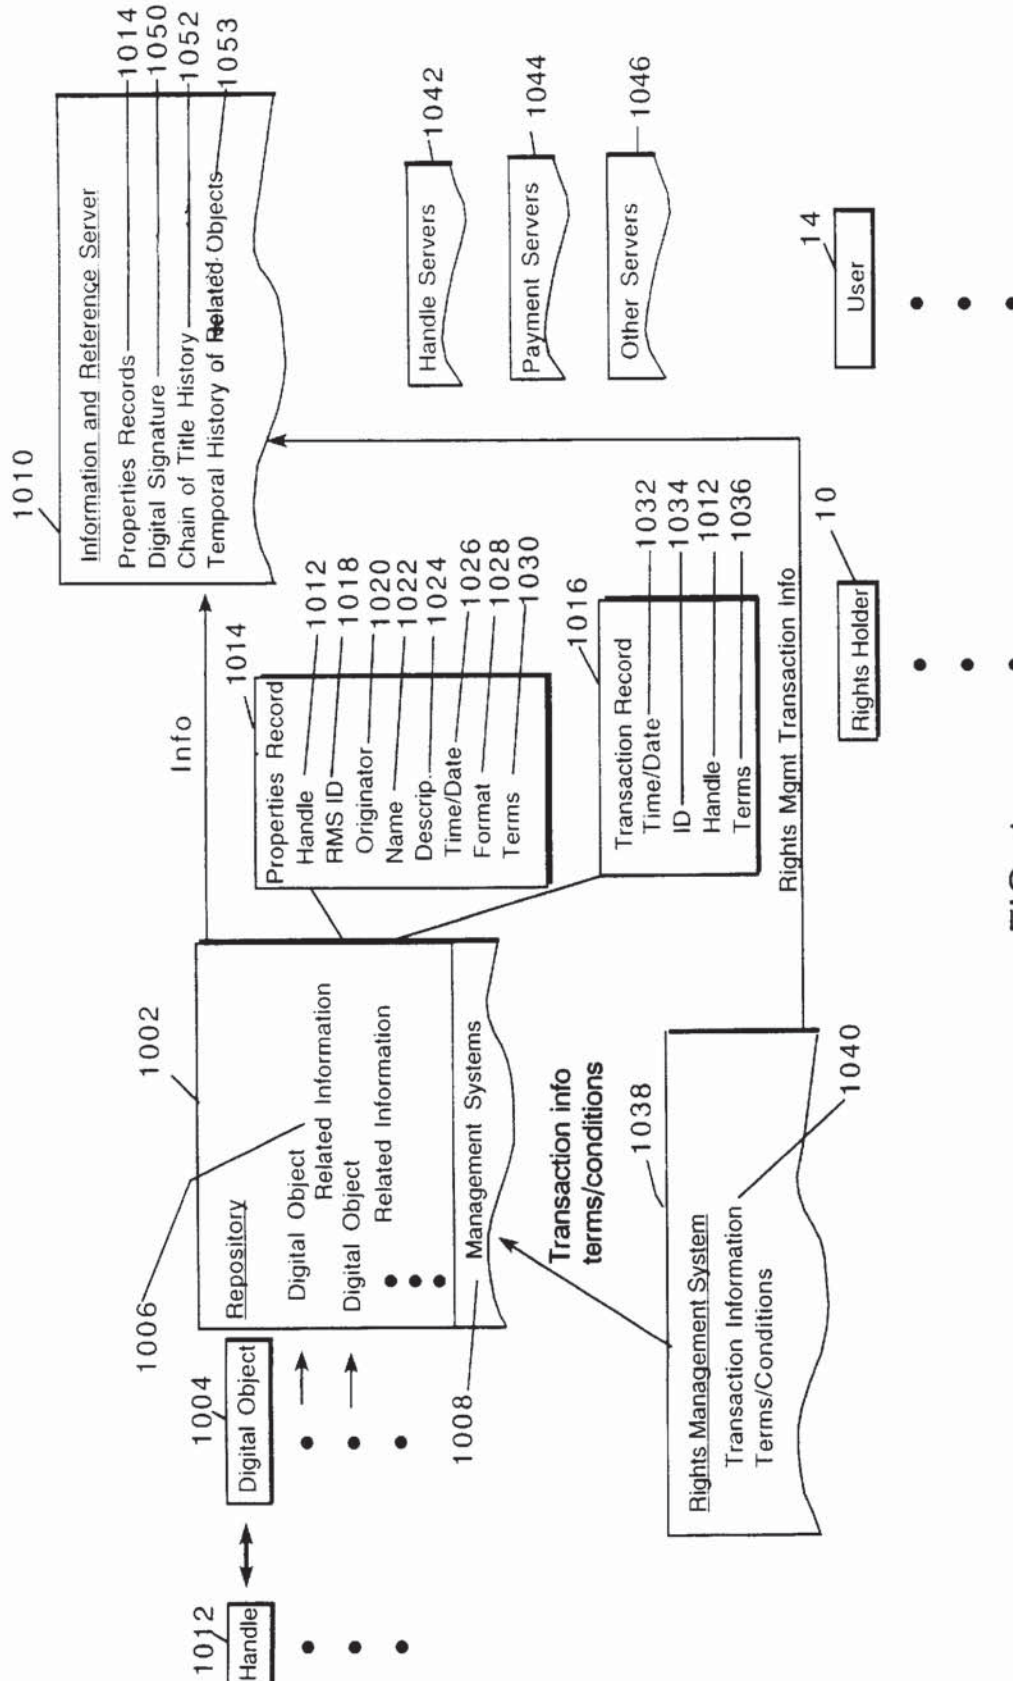 1012
Handle
1004
Digital Object
1006
1002
Repository
Digital Object
Related Information
Digital Object
Related Information
1008
Management Systems
Info
1014
Properties Record
Handle 1012
RMS ID 1018
Originator 1020
Name 1022
Descrip. 1024
Time/Date 1026
Format 1028
Terms 1030
1016
Transaction Record
Time/Date 1032
ID 1034
Handle 1012
Terms 1036
1010
Information and Reference Server
Properties Records 1014
Digital Signature 1050
Chain of Title History 1052
Temporal History of Related Objects 1053
Handle Servers 1042
Payment Servers 1044
Other Servers 1046
Transaction info
terms/conditions
1038
Rights Management System
Transaction Information
Terms/Conditions
1040
Rights Mgmt Transaction Info
10
Rights Holder
14
User